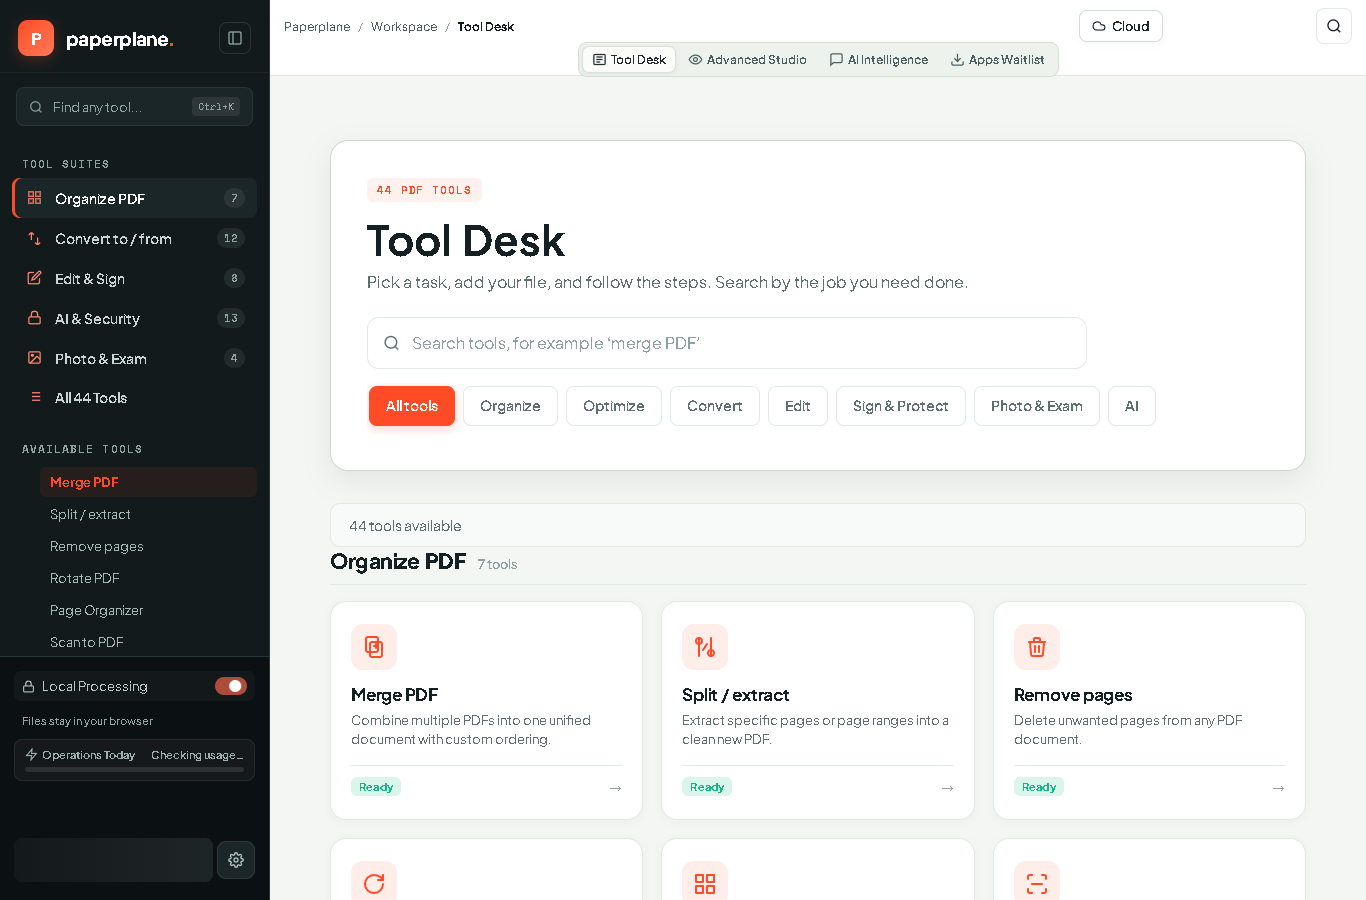 P paperplane.
Find any tool...
Ctrl+K
TOOL SUITES
Organize PDF 7
Convert to / from 12
Edit & Sign 8
AI & Security 13
Photo & Exam 4
All 44 Tools
AVAILABLE TOOLS
Merge PDF
Split / extract
Remove pages
Rotate PDF
Page Organizer
Scan to PDF
Local Processing
Files stay in your browser
Operations Today Checking usage...
Paperplane / Workspace / Tool Desk
Cloud
Tool Desk
Advanced Studio
AI Intelligence
Apps Waitlist
44 PDF TOOLS
Tool Desk
Pick a task, add your file, and follow the steps. Search by the job you need done.
Search tools, for example ‘merge PDF’
All tools
Organize
Optimize
Convert
Edit
Sign & Protect
Photo & Exam
AI
44 tools available
Organize PDF 7 tools
Merge PDF
Combine multiple PDFs into one unified
document with custom ordering.
Ready →
Split / extract
Extract specific pages or page ranges into a
clean new PDF.
Ready →
Remove pages
Delete unwanted pages from any PDF
document.
Ready →